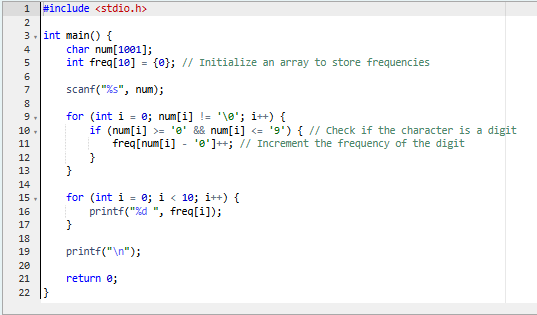 1 #include <stdio.h>
2
3 int main() {
4 char num[1001];
5 int freq[10] = {0}; // Initialize an array to store frequencies
6
7 scanf("%s", num);
8
9 for (int i = 0; num[i] != '\0'; i++) {
10 if (num[i] >= '0' && num[i] <= '9') { // Check if the character is a digit
11 freq[num[i] - '0']++; // Increment the frequency of the digit
12 }
13 }
14
15 for (int i = 0; i < 10; i++) {
16 printf("%d ", freq[i]);
17 }
18
19 printf("\n");
20
21 return 0;
22 }